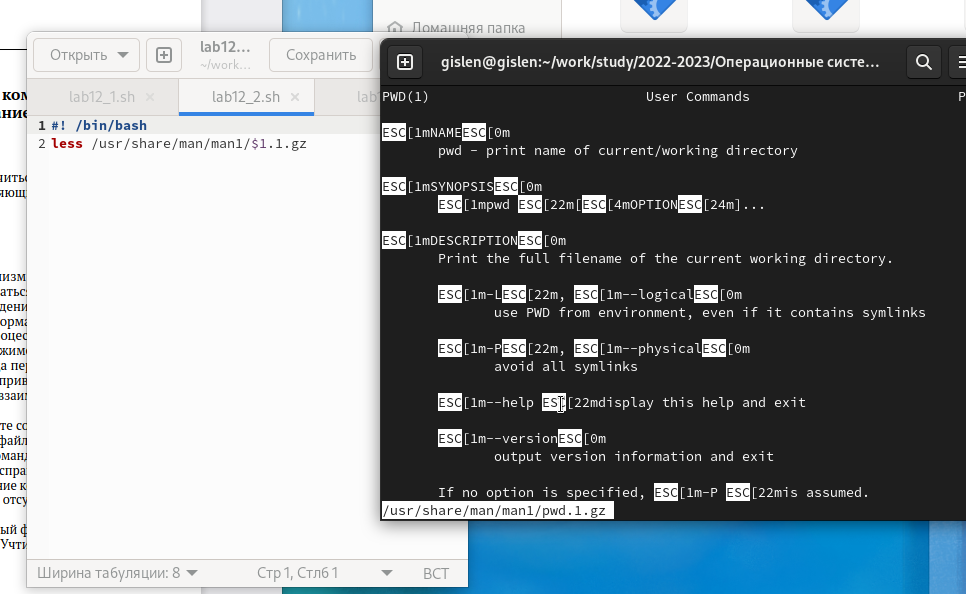 Домашняя папка
Открыть
lab12...
~/work...
Сохранить
lab12_1.sh ×
lab12_2.sh ×
lab
1 #! /bin/bash
2 less /usr/share/man/man1/$1.1.gz
Ширина табуляции: 8
Стр 1, Стлб 1
ВСТ
gislen@gislen:~/work/study/2022-2023/Операционные систе...
PWD(1) User Commands P
ESC[1mNAMEESC[0m
pwd - print name of current/working directory
ESC[1mSYNOPSISESC[0m
ESC[1mpwd ESC[22m[ESC[4mOPTIONESC[24m]...
ESC[1mDESCRIPTIONESC[0m
Print the full filename of the current working directory.
ESC[1m-LESC[22m, ESC[1m--logicalESC[0m
use PWD from environment, even if it contains symlinks
ESC[1m-PESC[22m, ESC[1m--physicalESC[0m
avoid all symlinks
ESC[1m--help ESC[22mdisplay this help and exit
ESC[1m--versionESC[0m
output version information and exit
If no option is specified, ESC[1m-P ESC[22mis assumed.
/usr/share/man/man1/pwd.1.gz